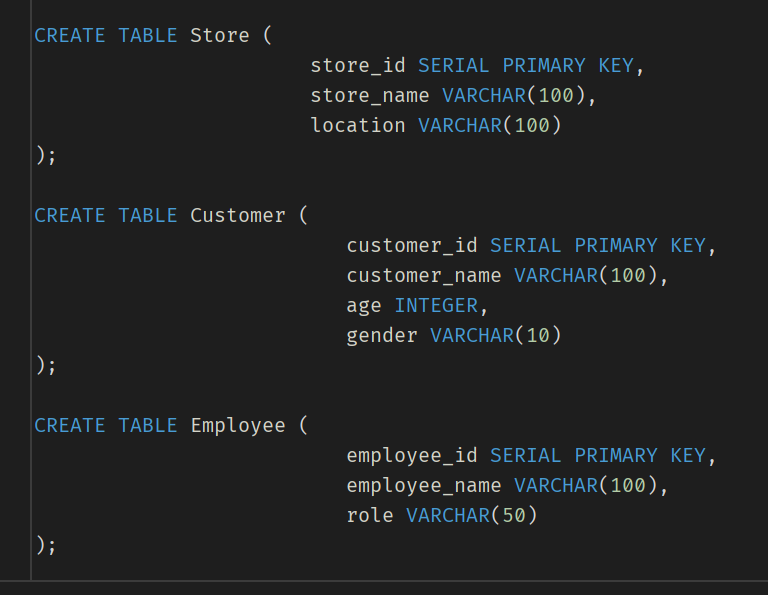 CREATE TABLE Store (
store_id SERIAL PRIMARY KEY,
store_name VARCHAR(100),
location VARCHAR(100)
);
CREATE TABLE Customer (
customer_id SERIAL PRIMARY KEY,
customer_name VARCHAR(100),
age INTEGER,
gender VARCHAR(10)
);
CREATE TABLE Employee (
employee_id SERIAL PRIMARY KEY,
employee_name VARCHAR(100),
role VARCHAR(50)
);